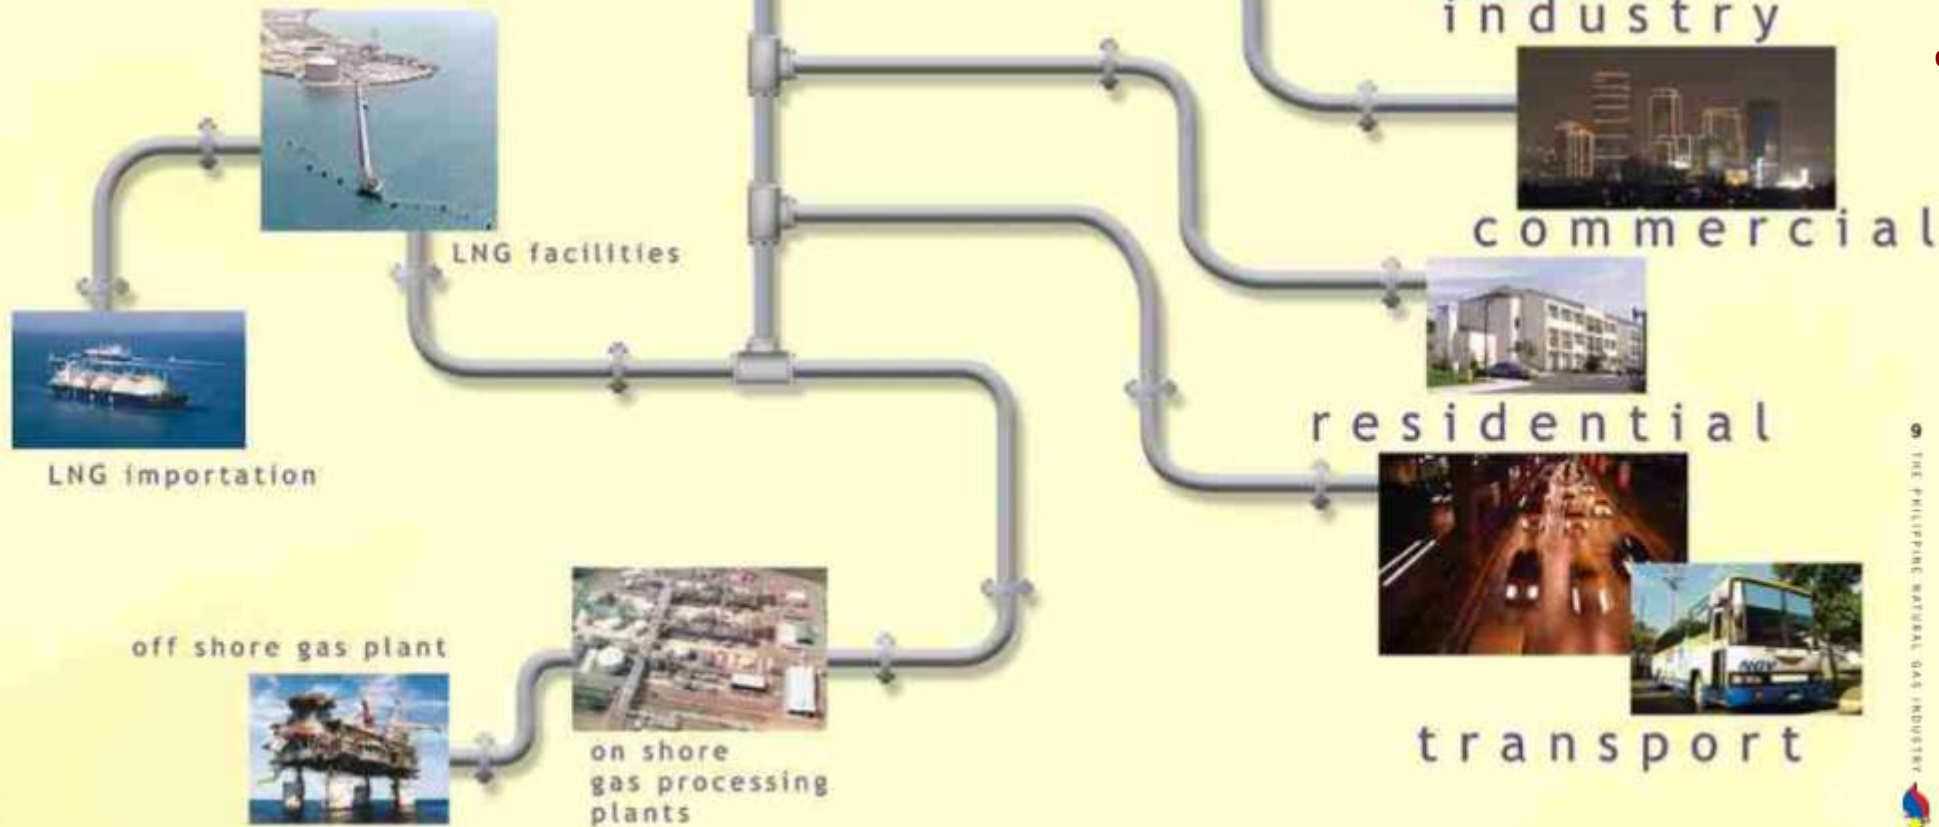 industry
commercial
LNG facilities
residential
LNG importation
off shore gas plant
on shore
gas processing
plants
transport
9 THE PHILIPPINE NATURAL GAS INDUSTRY